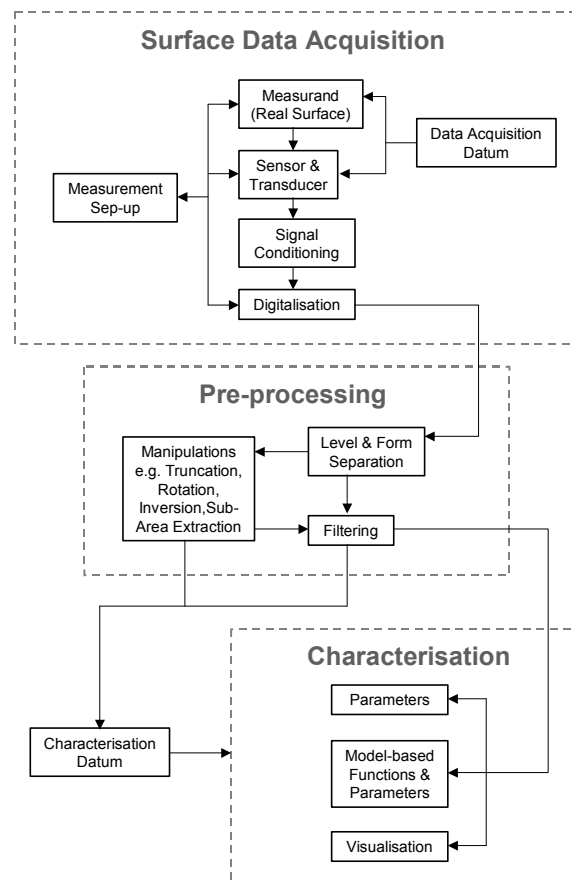 Surface Data Acquisition
Measurand
(Real Surface)
Data Acquisition
Datum
Sensor &
Transducer
Measurement
Sep-up
Signal
Conditioning
Digitalisation
Pre-processing
Manipulations
e.g. Truncation,
Rotation,
Inversion,Sub-
Area Extraction
Level & Form
Separation
Filtering
Characterisation
Parameters
Characterisation
Datum
Model-based
Functions &
Parameters
Visualisation